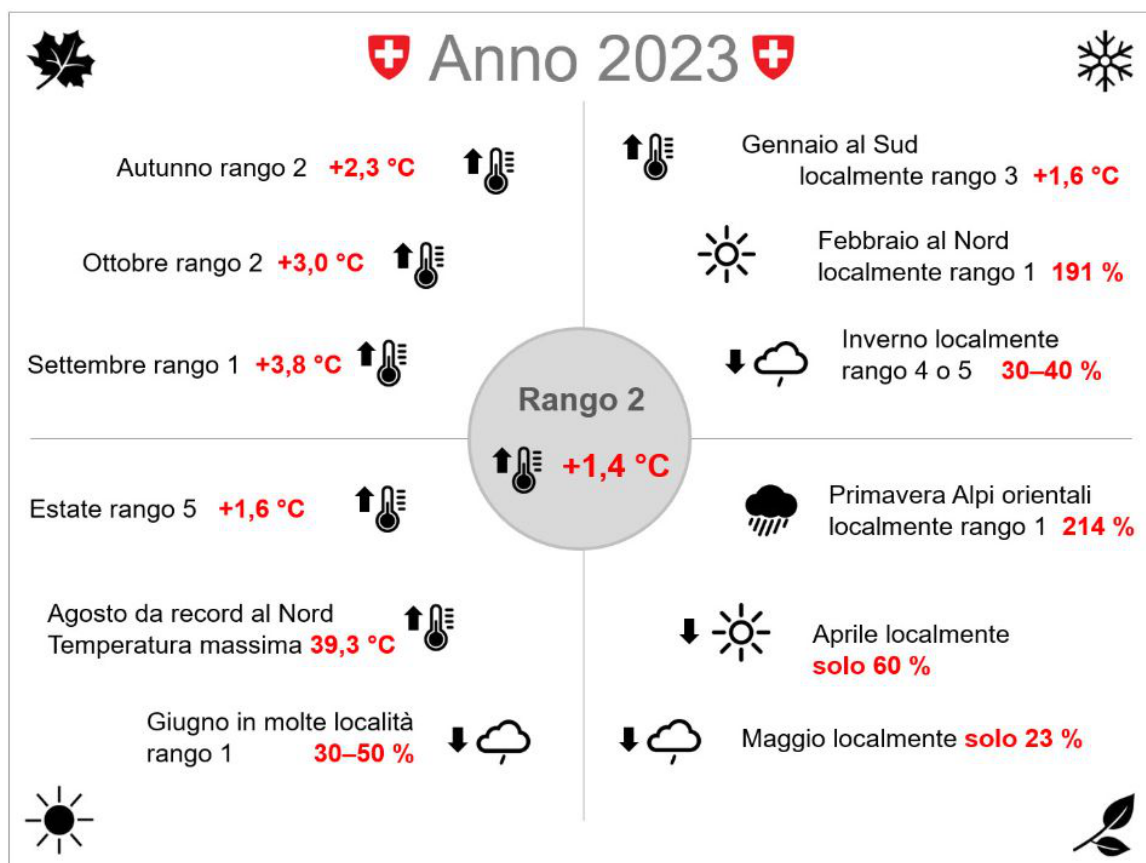 Anno 2023
Autunno rango 2 +2,3 °C
Ottobre rango 2 +3,0 °C
Settembre rango 1 +3,8 °C
Gennaio al Sud
localmente rango 3 +1,6 °C
Febbraio al Nord
localmente rango 1 191 %
Inverno localmente
rango 4 o 5 30–40 %
Rango 2
+1,4 °C
Estate rango 5 +1,6 °C
Agosto da record al Nord
Temperatura massima 39,3 °C
Giugno in molte località
rango 1 30–50 %
Primavera Alpi orientali
localmente rango 1 214 %
Aprile localmente
solo 60 %
Maggio localmente solo 23 %